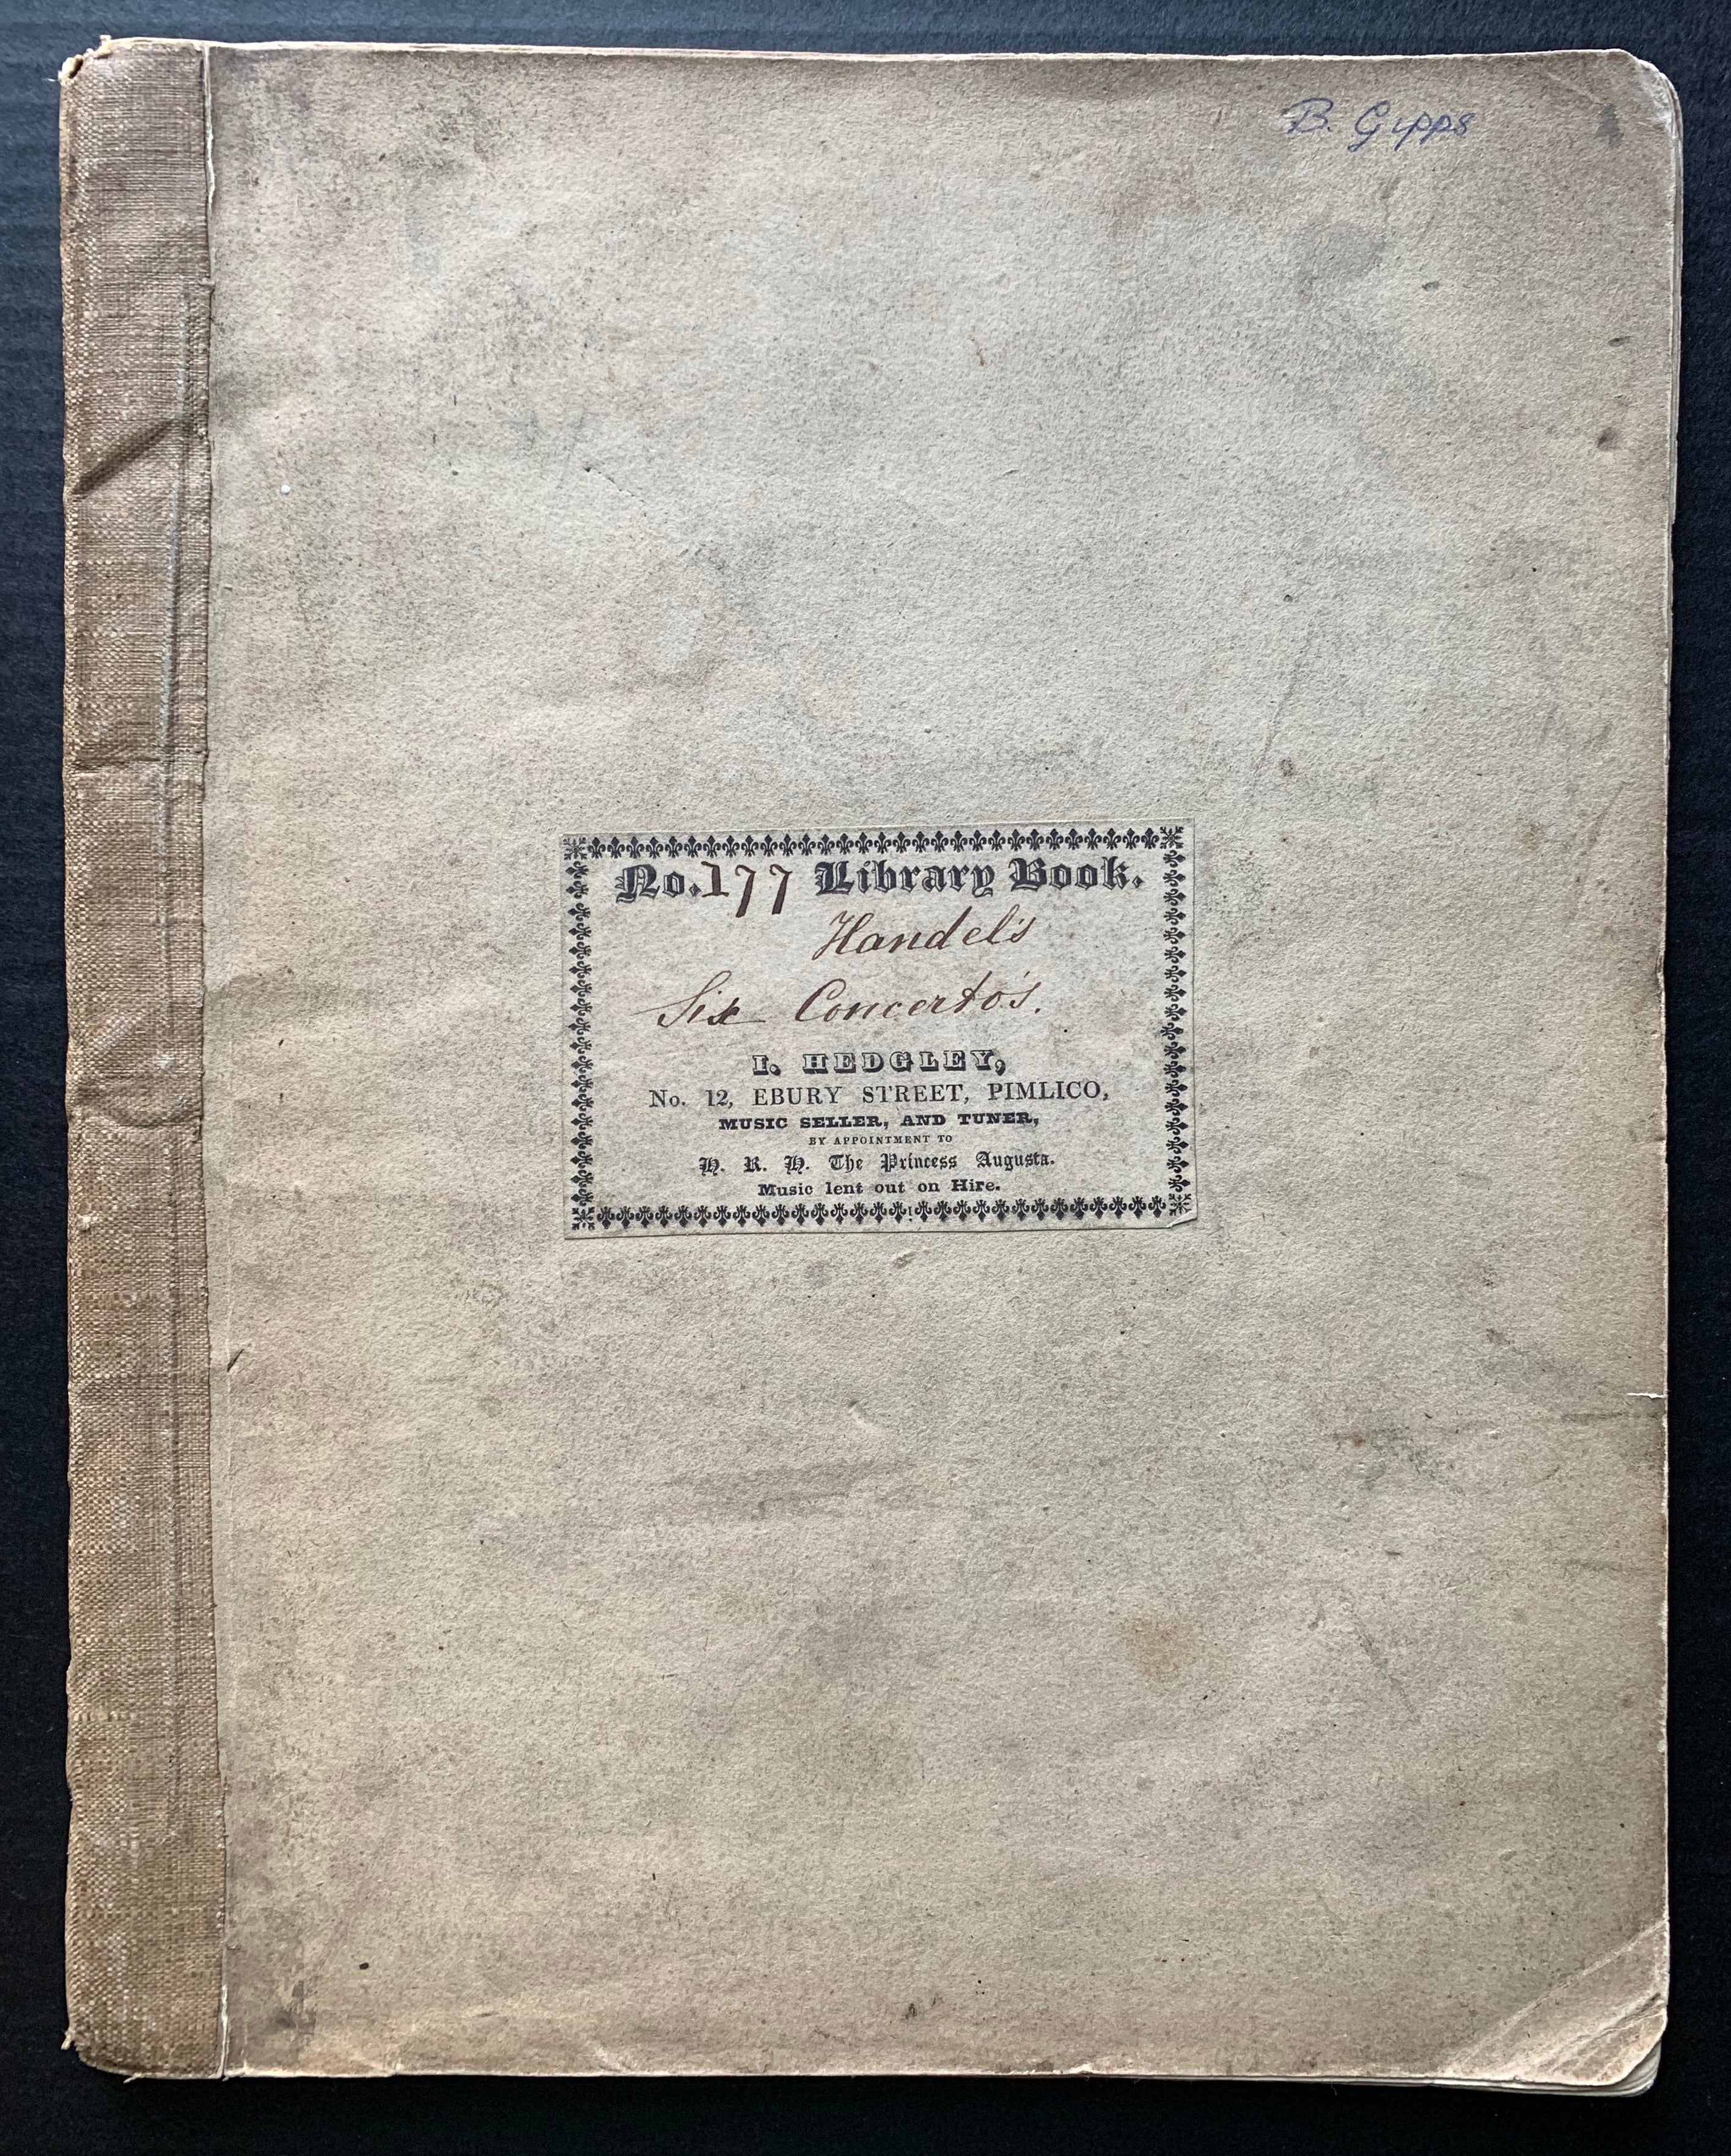 B. Gipps
No. 177 Library Book.
Handel's
Six Concerto's.
I. HEDGLEY,
No. 12, EBURY STREET, PIMLICO,
MUSIC SELLER, AND TUNER,
BY APPOINTMENT TO
H. R. H. The Princess Augusta.
Music lent out on Hire.